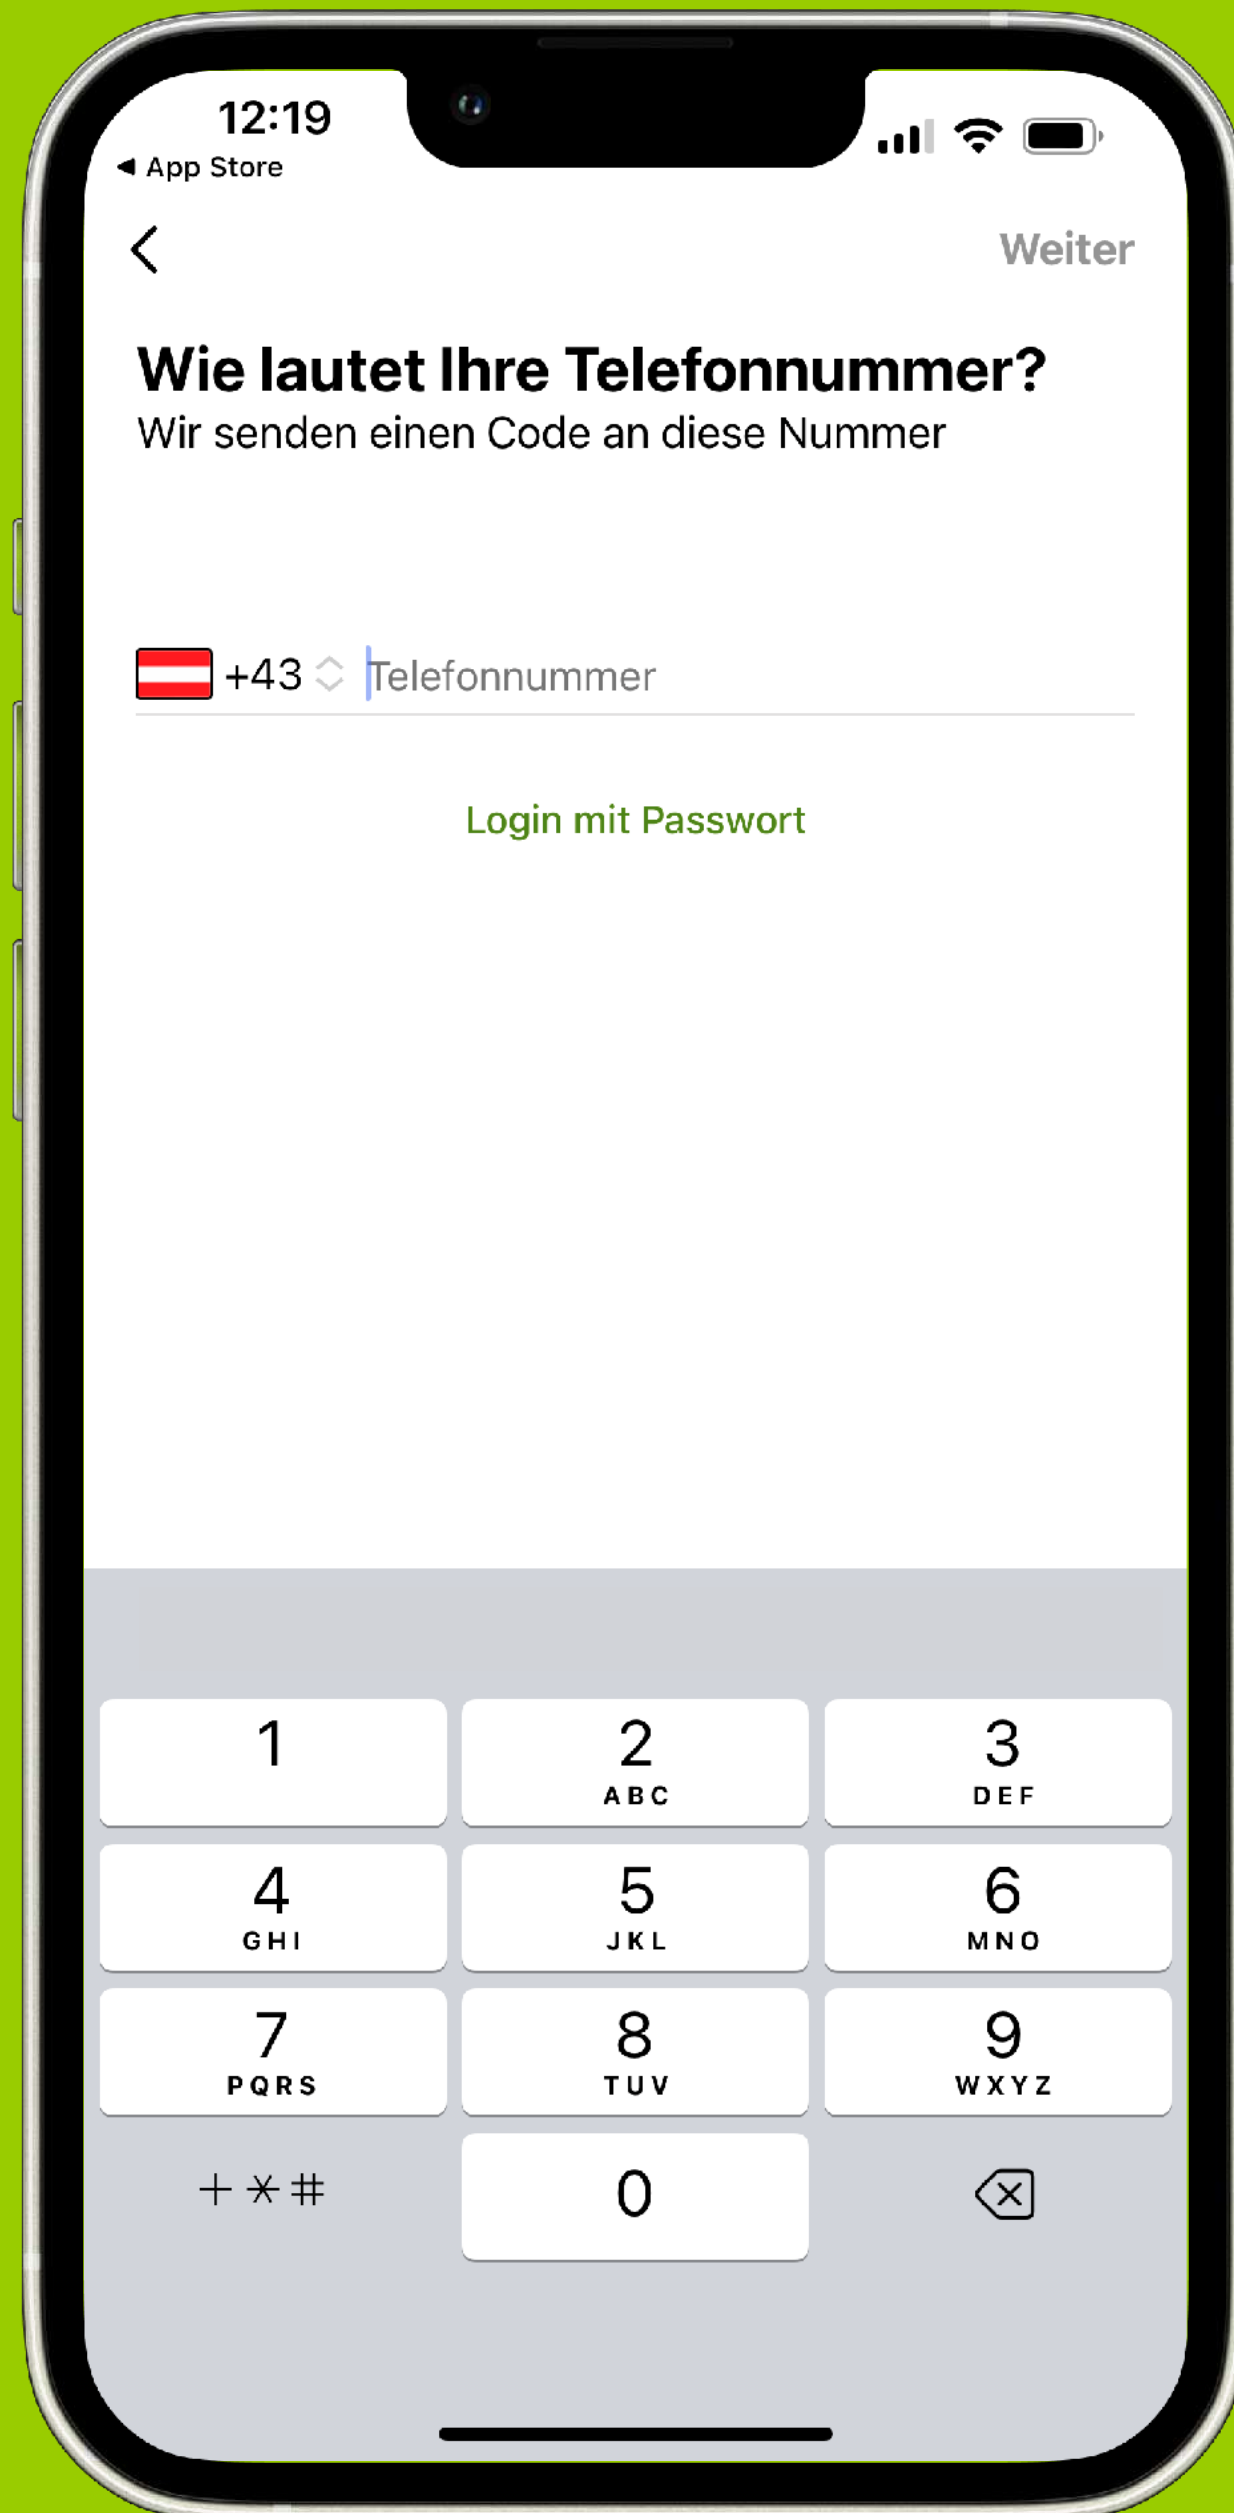 12:19
◀ App Store
Weiter
Wie lautet Ihre Telefonnummer?
Wir senden einen Code an diese Nummer
+43 Telefonnummer
Login mit Passwort
1 2 3
ABC DEF
4 5 6
GHI JKL MNO
7 8 9
PQRS TUV WXYZ
+*# 0